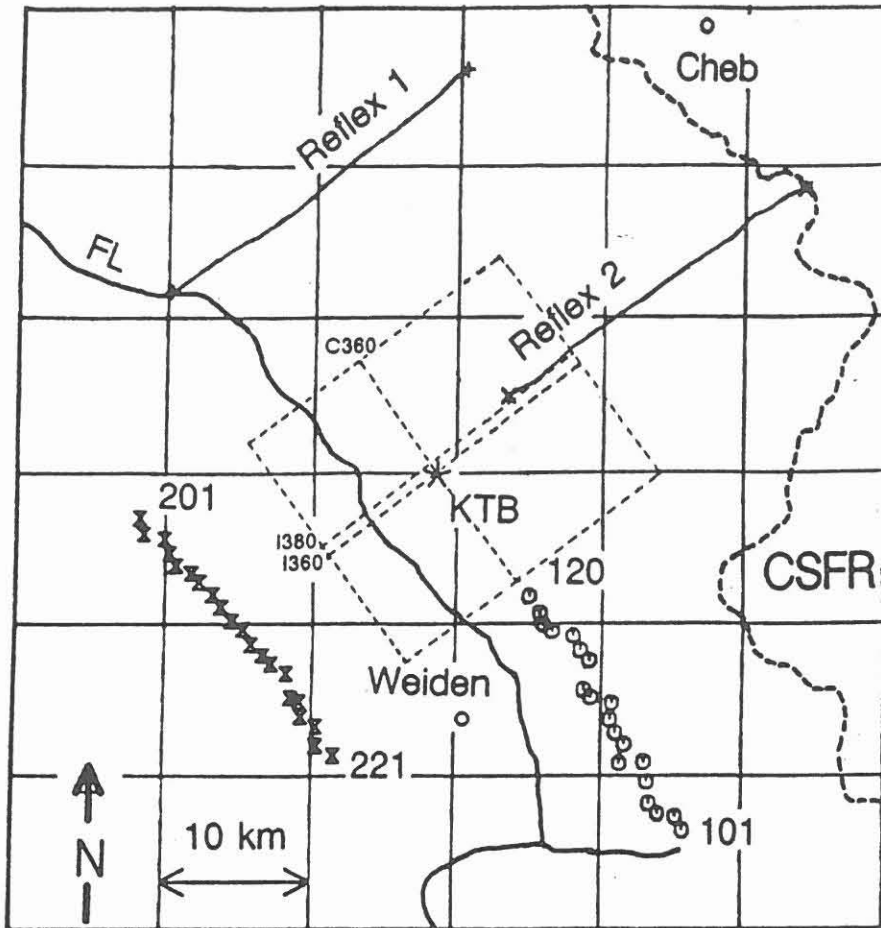 Cheb
Reflex 1
FL
Reflex 2
C360
201
KTB
I380
I360
120
CSFR
Weiden
221
10 km
101
N